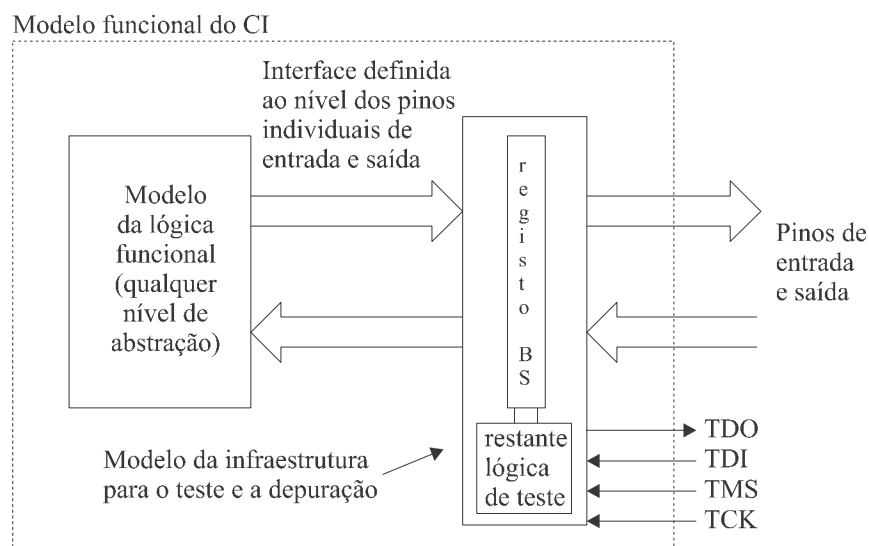 Modelo funcional do CI
Interface definida
ao nível dos pinos
individuais de
entrada e saída
Modelo
da lógica
funcional
(qualquer
nível de
abstração)
registo BS
Pinos de
entrada
e saída
restante
lógica
de teste
TDO
TDI
TMS
TCK
Modelo da infraestrutura
para o teste e a depuração